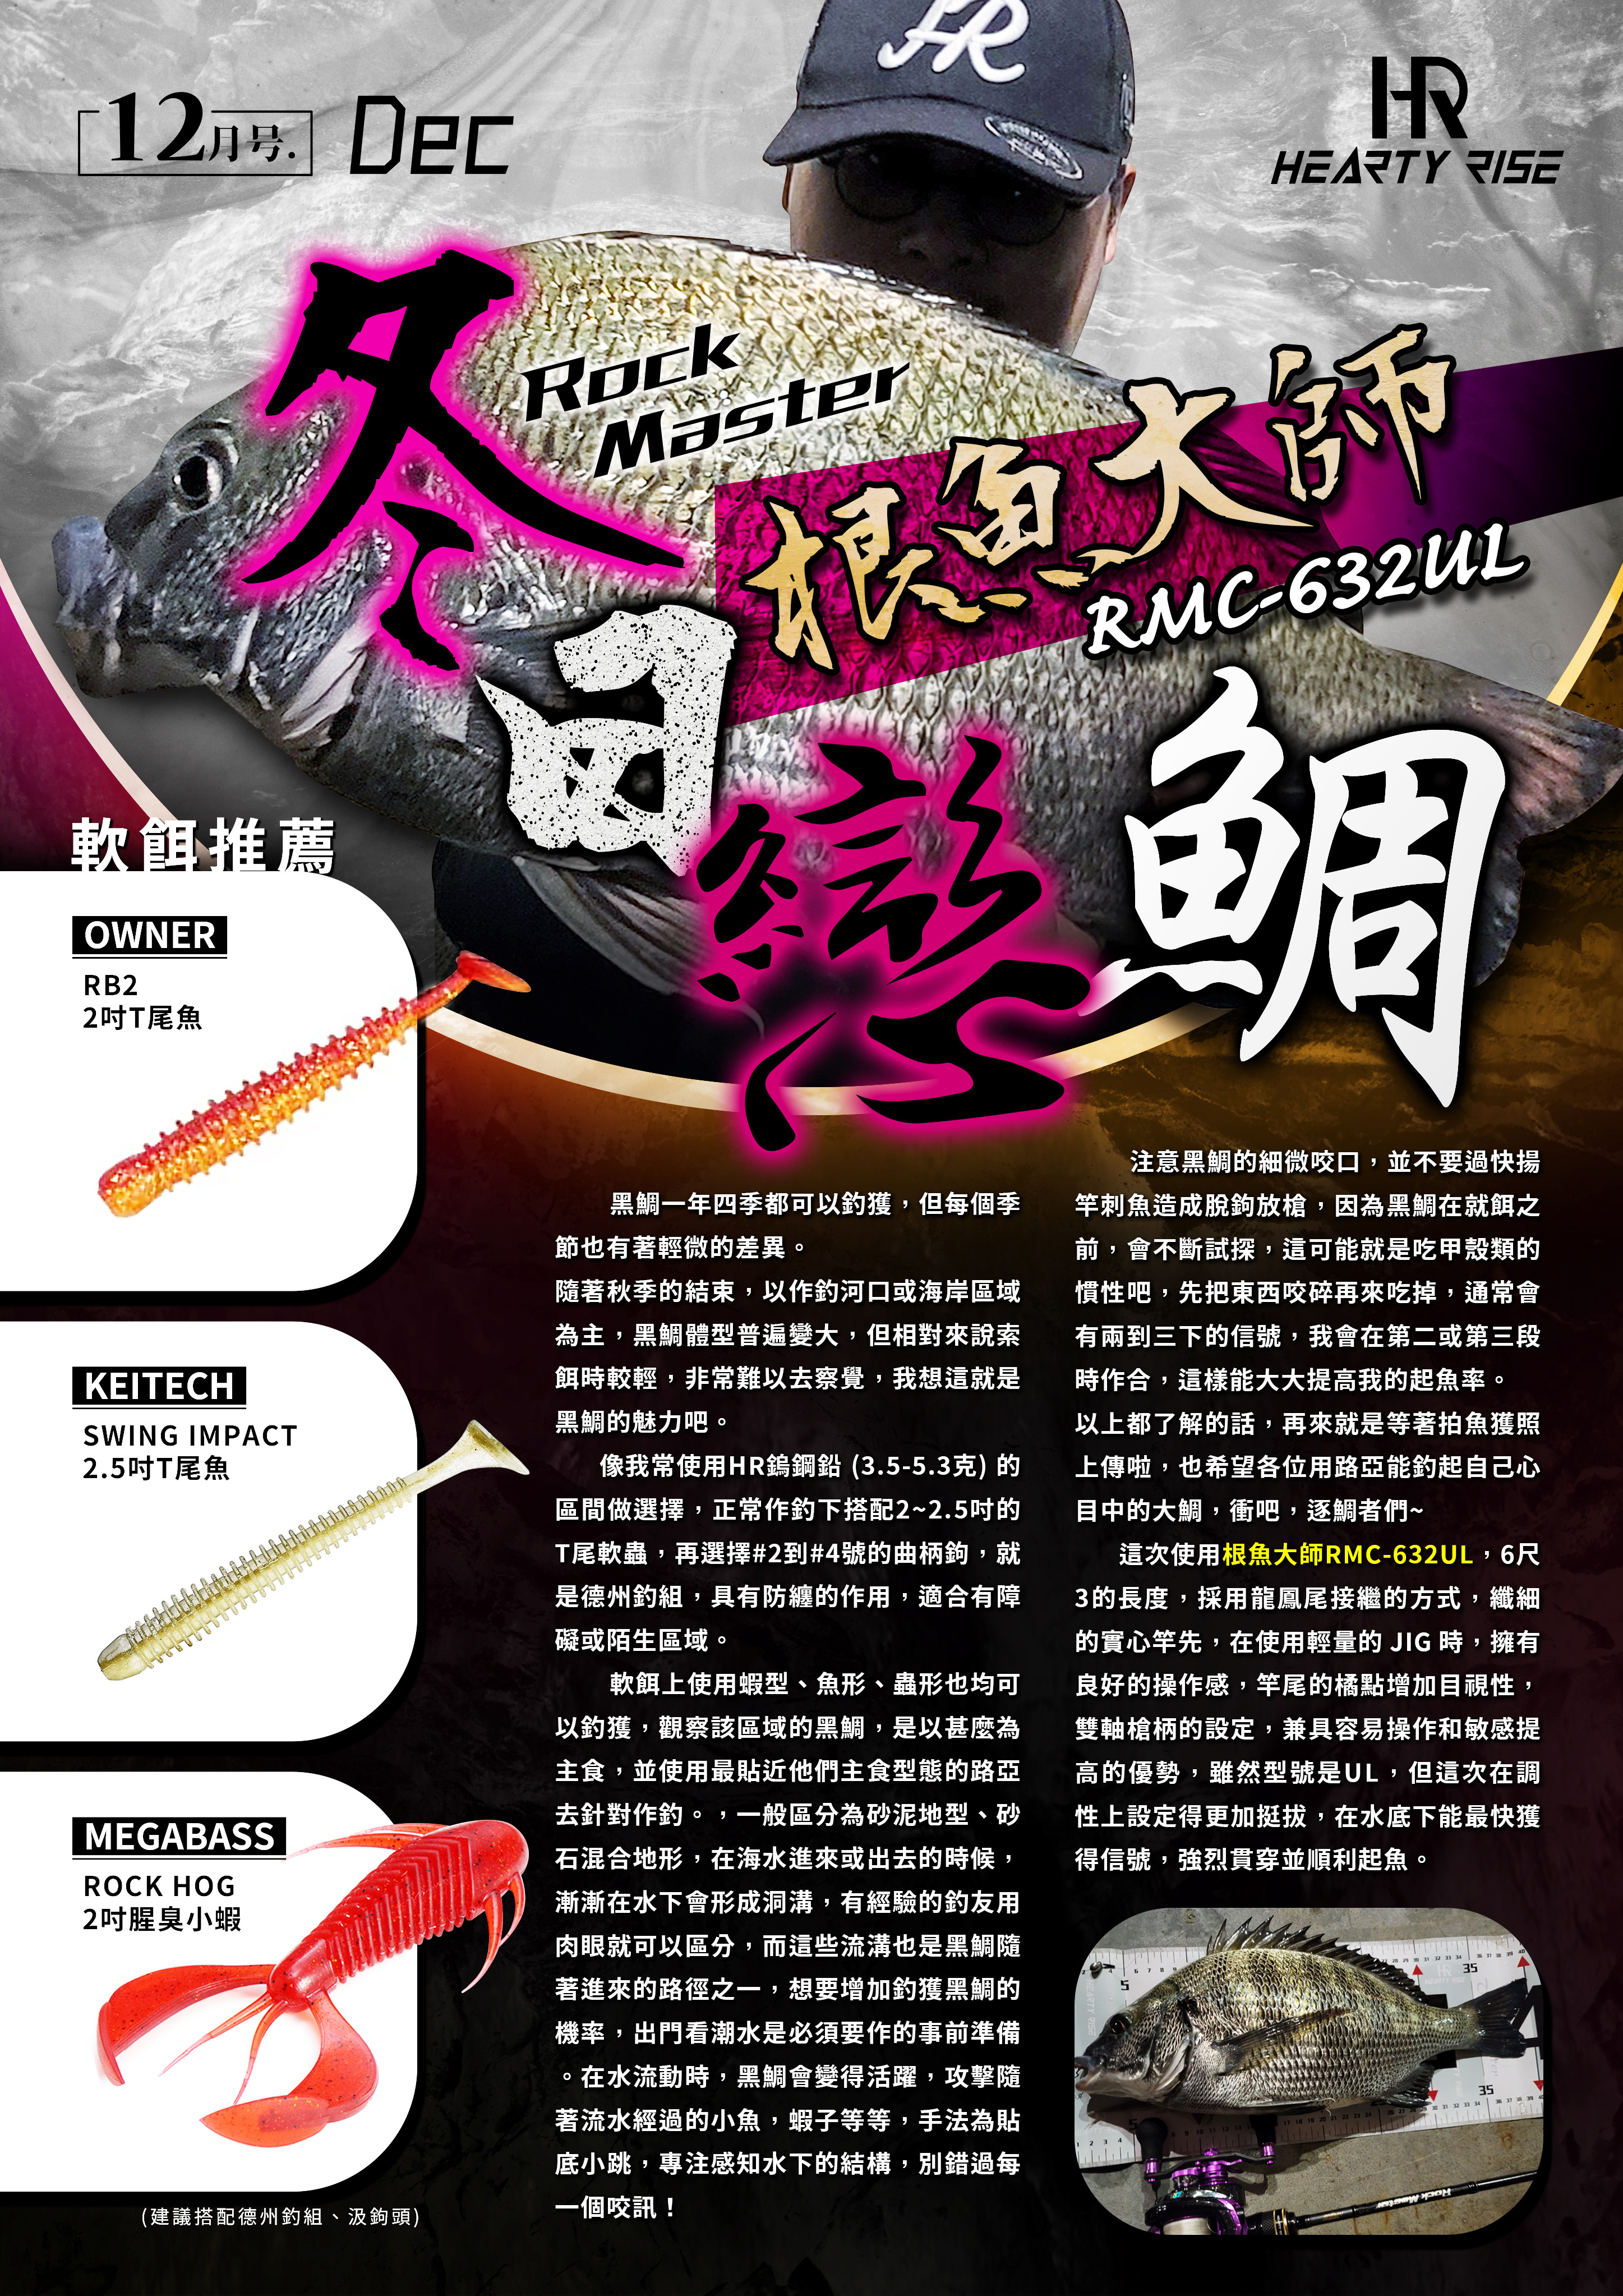 12月号.
Dec
HR
HR
HEARTY RISE
冬
Rock
Master
根魚大師
RMC-632UL
日
戀
鯛
軟餌推薦
OWNER
RB2
2吋T尾魚
KEITECH
SWING IMPACT
2.5吋T尾魚
MEGABASS
ROCK HOG
2吋腥臭小蝦
(建議搭配德州釣組、汲鉤頭)
黑鯛一年四季都可以釣獲，但每個季
節也有著輕微的差異。
隨著秋季的結束，以作釣河口或海岸區域
為主，黑鯛體型普遍變大，但相對來說索
餌時較輕，非常難以去察覺，我想這就是
黑鯛的魅力吧。
像我常使用HR鎢鋼鉛 (3.5-5.3克) 的
區間做選擇，正常作釣下搭配2~2.5吋的
T尾軟蟲，再選擇#2到#4號的曲柄鉤，就
是德州釣組，具有防纏的作用，適合有障
礙或陌生區域。
軟餌上使用蝦型、魚形、蟲形也均可
以釣獲，觀察該區域的黑鯛，是以甚麼為
主食，並使用最貼近他們主食型態的路亞
去針對作釣。，一般區分為砂泥地型、砂
石混合地形，在海水進來或出去的時候，
漸漸在水下會形成洞溝，有經驗的釣友用
肉眼就可以區分，而這些流溝也是黑鯛隨
著進來的路徑之一，想要增加釣獲黑鯛的
機率，出門看潮水是必須要作的事前準備
。在水流動時，黑鯛會變得活躍，攻擊隨
著流水經過的小魚，蝦子等等，手法為貼
底小跳，專注感知水下的結構，別錯過每
一個咬訊！
注意黑鯛的細微咬口，並不要過快揚
竿刺魚造成脫鉤放槍，因為黑鯛在就餌之
前，會不斷試探，這可能就是吃甲殼類的
慣性吧，先把東西咬碎再來吃掉，通常會
有兩到三下的信號，我會在第二或第三段
時作合，這樣能大大提高我的起魚率。
以上都了解的話，再來就是等著拍魚獲照
上傳啦，也希望各位用路亞能釣起自己心
目中的大鯛，衝吧，逐鯛者們~
這次使用根魚大師RMC-632UL，6尺
3的長度，採用龍鳳尾接繼的方式，纖細
的實心竿先，在使用輕量的 JIG 時，擁有
良好的操作感，竿尾的橘點增加目視性，
雙軸槍柄的設定，兼具容易操作和敏感提
高的優勢，雖然型號是UL，但這次在調
性上設定得更加挺拔，在水底下能最快獲
得信號，強烈貫穿並順利起魚。
5
35
35
Rock Master